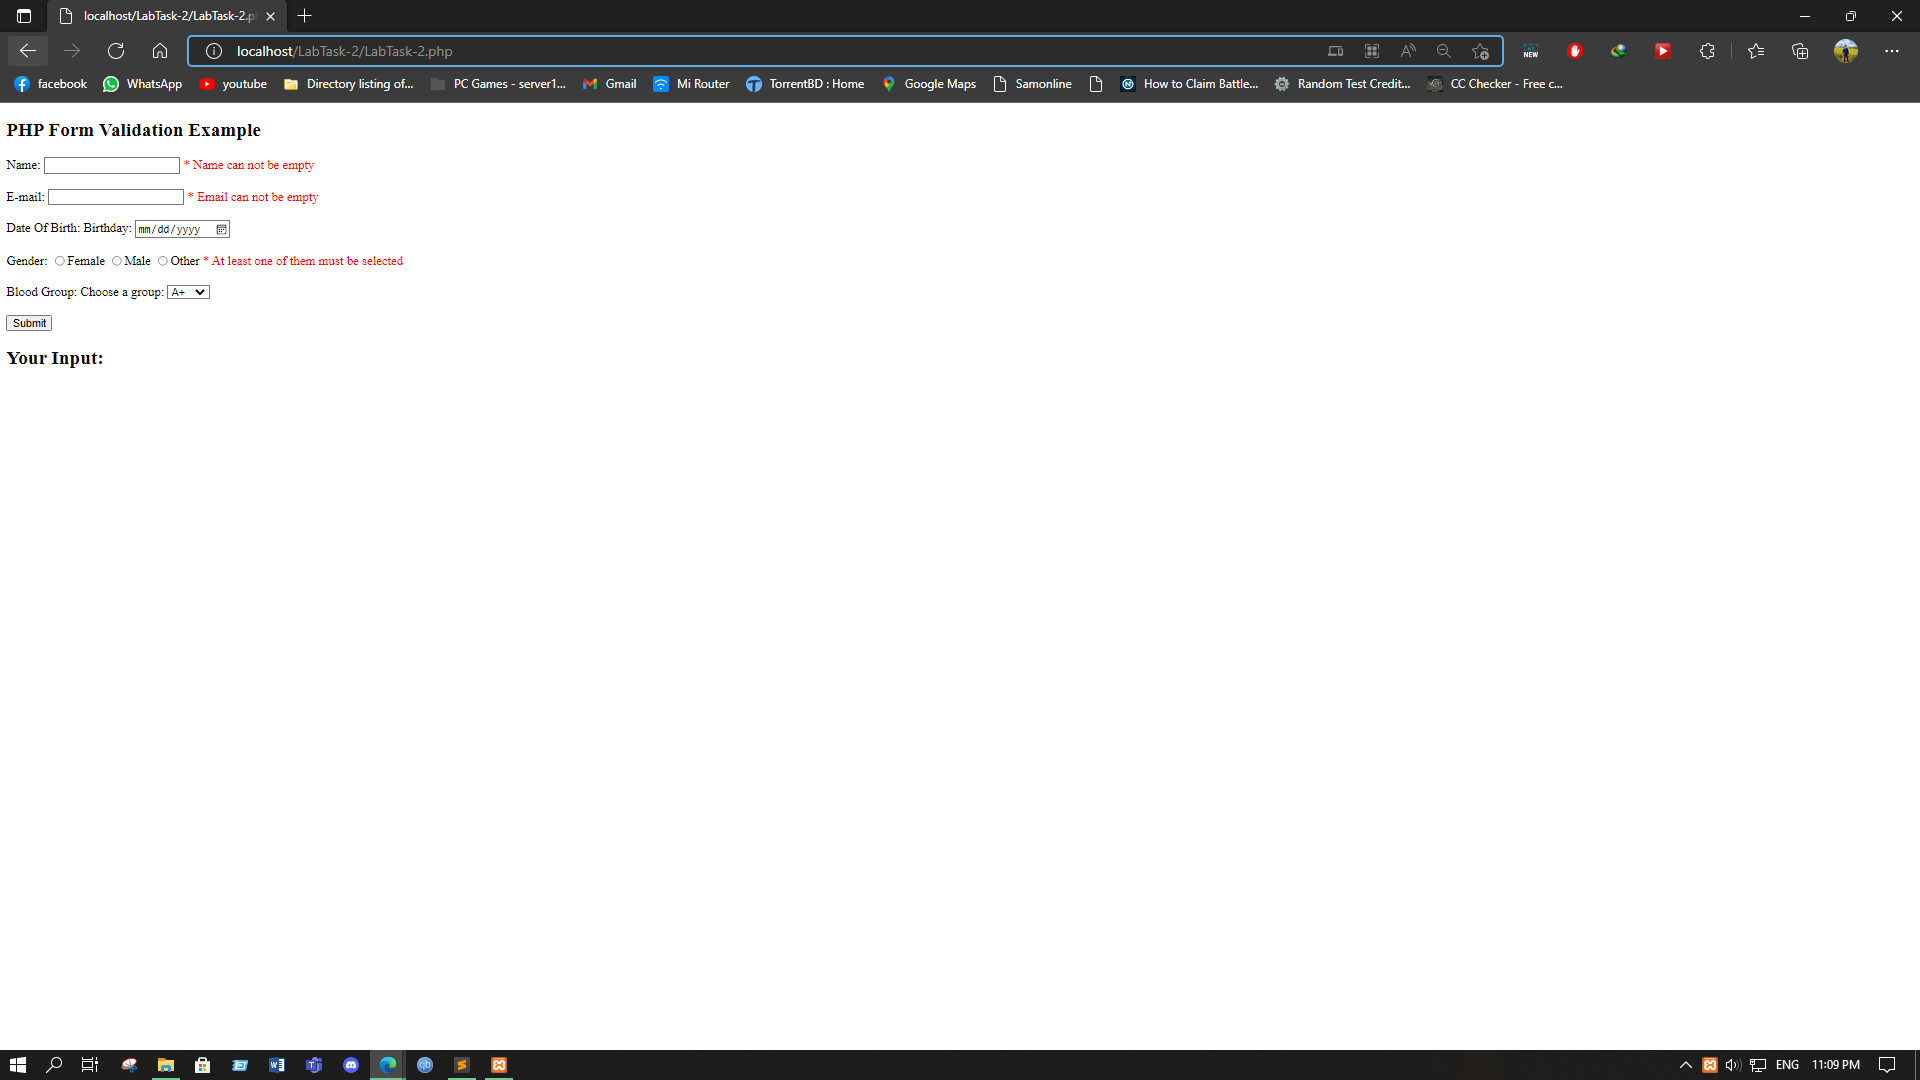 localhost/LabTask-2/LabTask-2.p
localhost/LabTask-2/LabTask-2.php
NEW
facebook WhatsApp youtube Directory listing of... PC Games - server1... Gmail Mi Router TorrentBD : Home Google Maps Samonline How to Claim Battle... Random Test Credit... CC Checker - Free c...
PHP Form Validation Example
Name: * Name can not be empty
E-mail: * Email can not be empty
Date Of Birth: Birthday: mm/dd/yyyy
Gender: Female Male Other * At least one of them must be selected
Blood Group: Choose a group: A+
Submit
Your Input:
ENG 11:09 PM